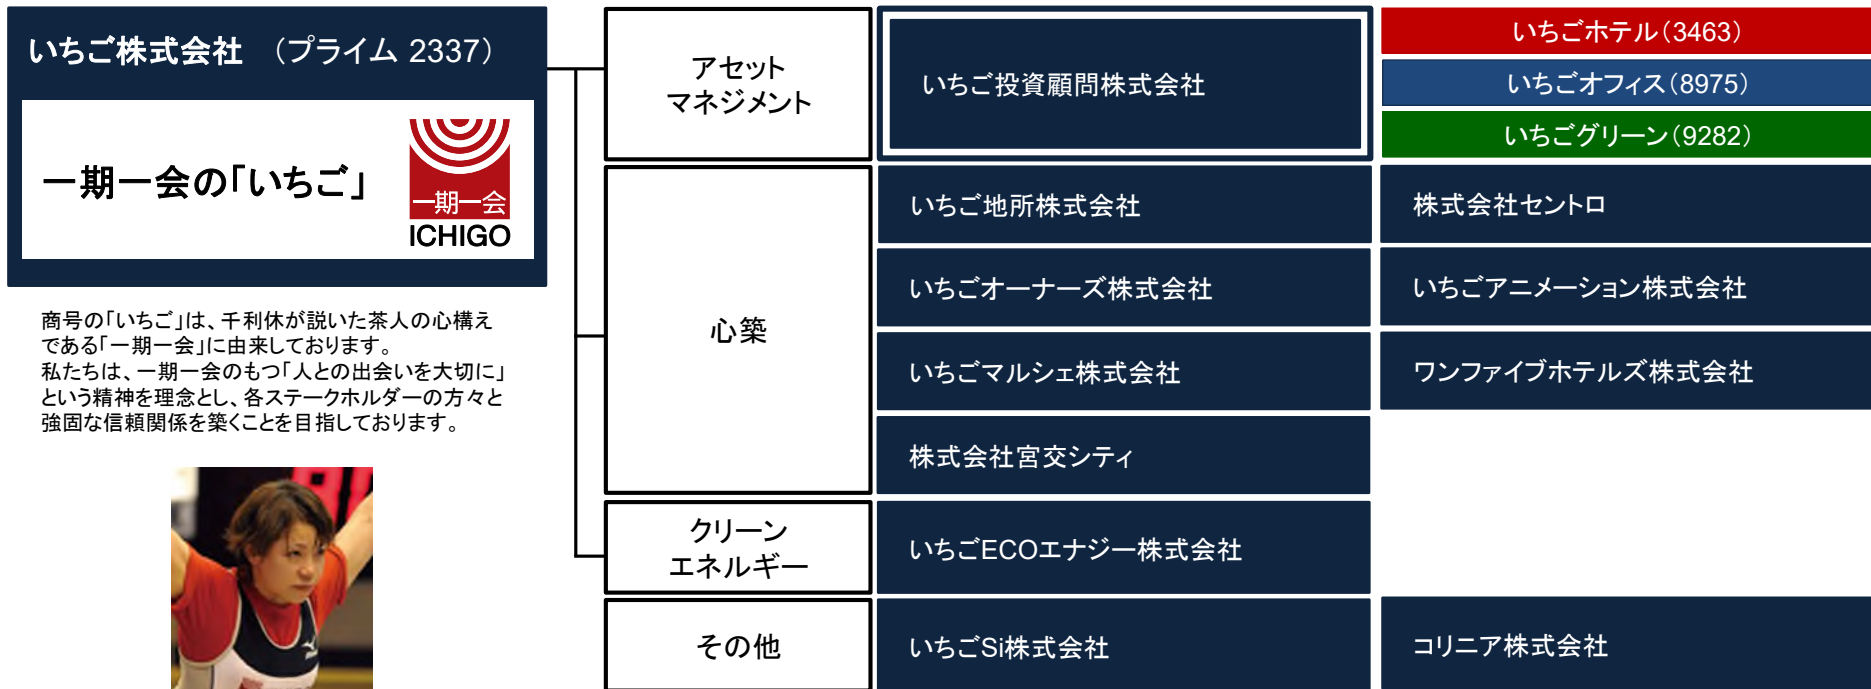 いちご株式会社 (プライム 2337)
一期一会の「いちご」
一期一会
ICHIGO
商号の「いちご」は、千利休が説いた茶人の心構え
である「一期一会」に由来しております。
私たちは、一期一会のもつ「人との出会いを大切に」
という精神を理念とし、各ステークホルダーの方々と
強固な信頼関係を築くことを目指しております。
アセット
マネジメント
いちご投資顧問株式会社
いちごホテル(3463)
いちごオフィス(8975)
いちごグリーン(9282)
心築
いちご地所株式会社
株式会社セントロ
いちごオーナーズ株式会社
いちごアニメーション株式会社
いちごマルシェ株式会社
ワンファイブホテルズ株式会社
株式会社宮交シティ
クリーン
エネルギー
いちごECOエナジー株式会社
その他
いちごSi株式会社
コリニア株式会社